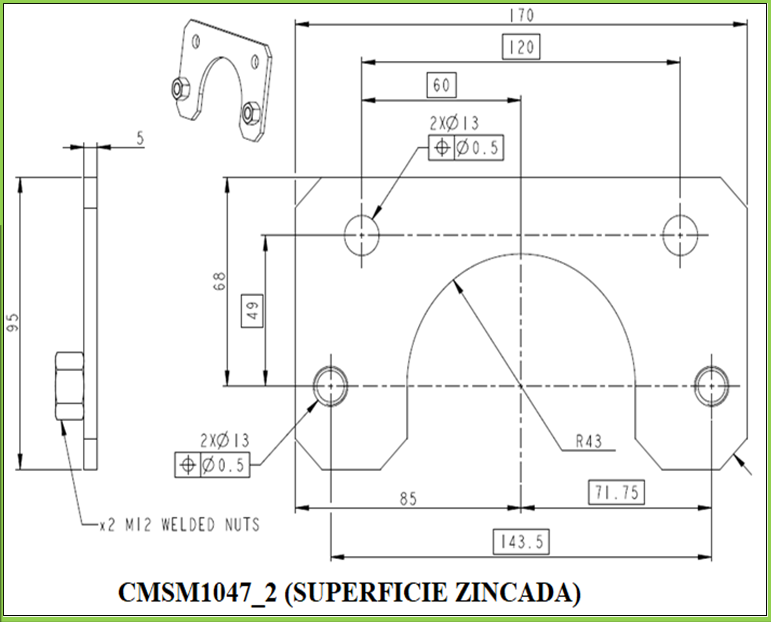 170
120
60
2XØ13
⌖ Ø0.5
5
68
49
95
2XØ13
⌖ Ø0.5
R43
85
71.75
x2 M12 WELDED NUTS
143.5
CMSM1047_2 (SUPERFICIE ZINCADA)